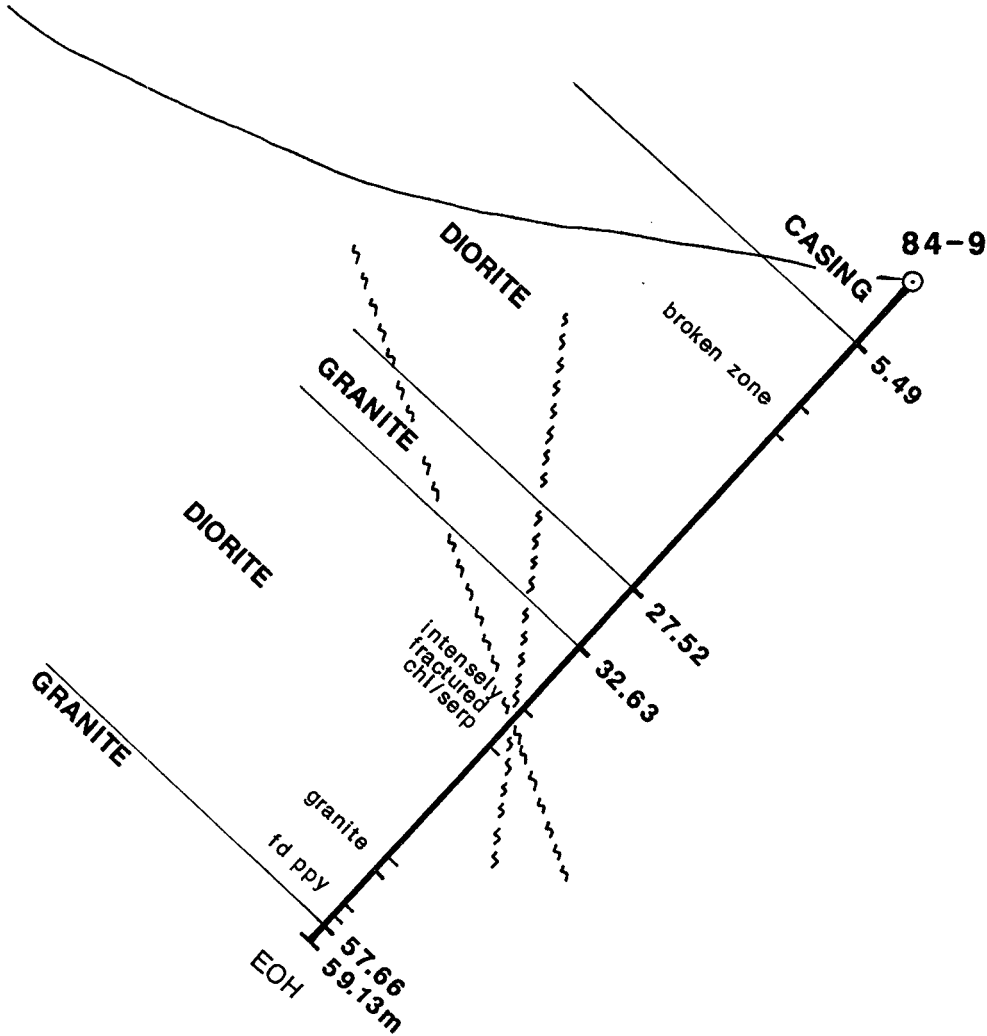 84-9
CASING
DIORITE
broken zone
5.49
GRANITE
DIORITE
27.52
intensely
fractured
chl/serp
32.63
GRANITE
granite
fd ppy
57.66
59.13m
EOH